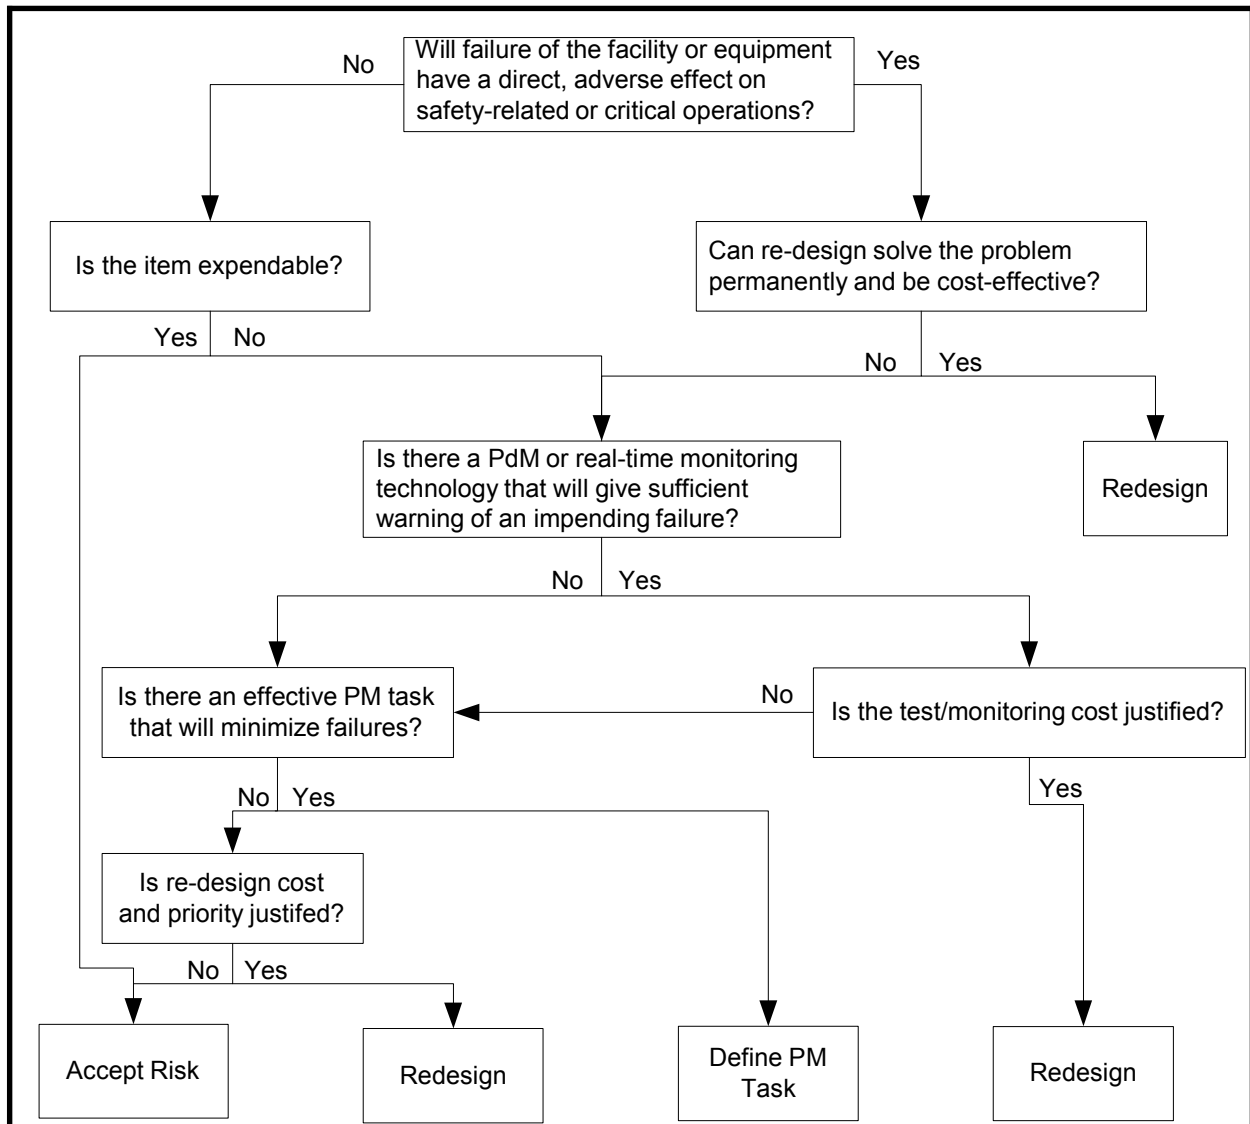 Will failure of the facility or equipment
have a direct, adverse effect on
safety-related or critical operations?
No
Yes
Is the item expendable?
Can re-design solve the problem
permanently and be cost-effective?
Yes
No
No
Yes
Is there a PdM or real-time monitoring
technology that will give sufficient
warning of an impending failure?
Redesign
No
Yes
Is there an effective PM task
that will minimize failures?
No
Is the test/monitoring cost justified?
No
Yes
Yes
Is re-design cost
and priority justifed?
No
Yes
Accept Risk
Redesign
Define PM
Task
Redesign